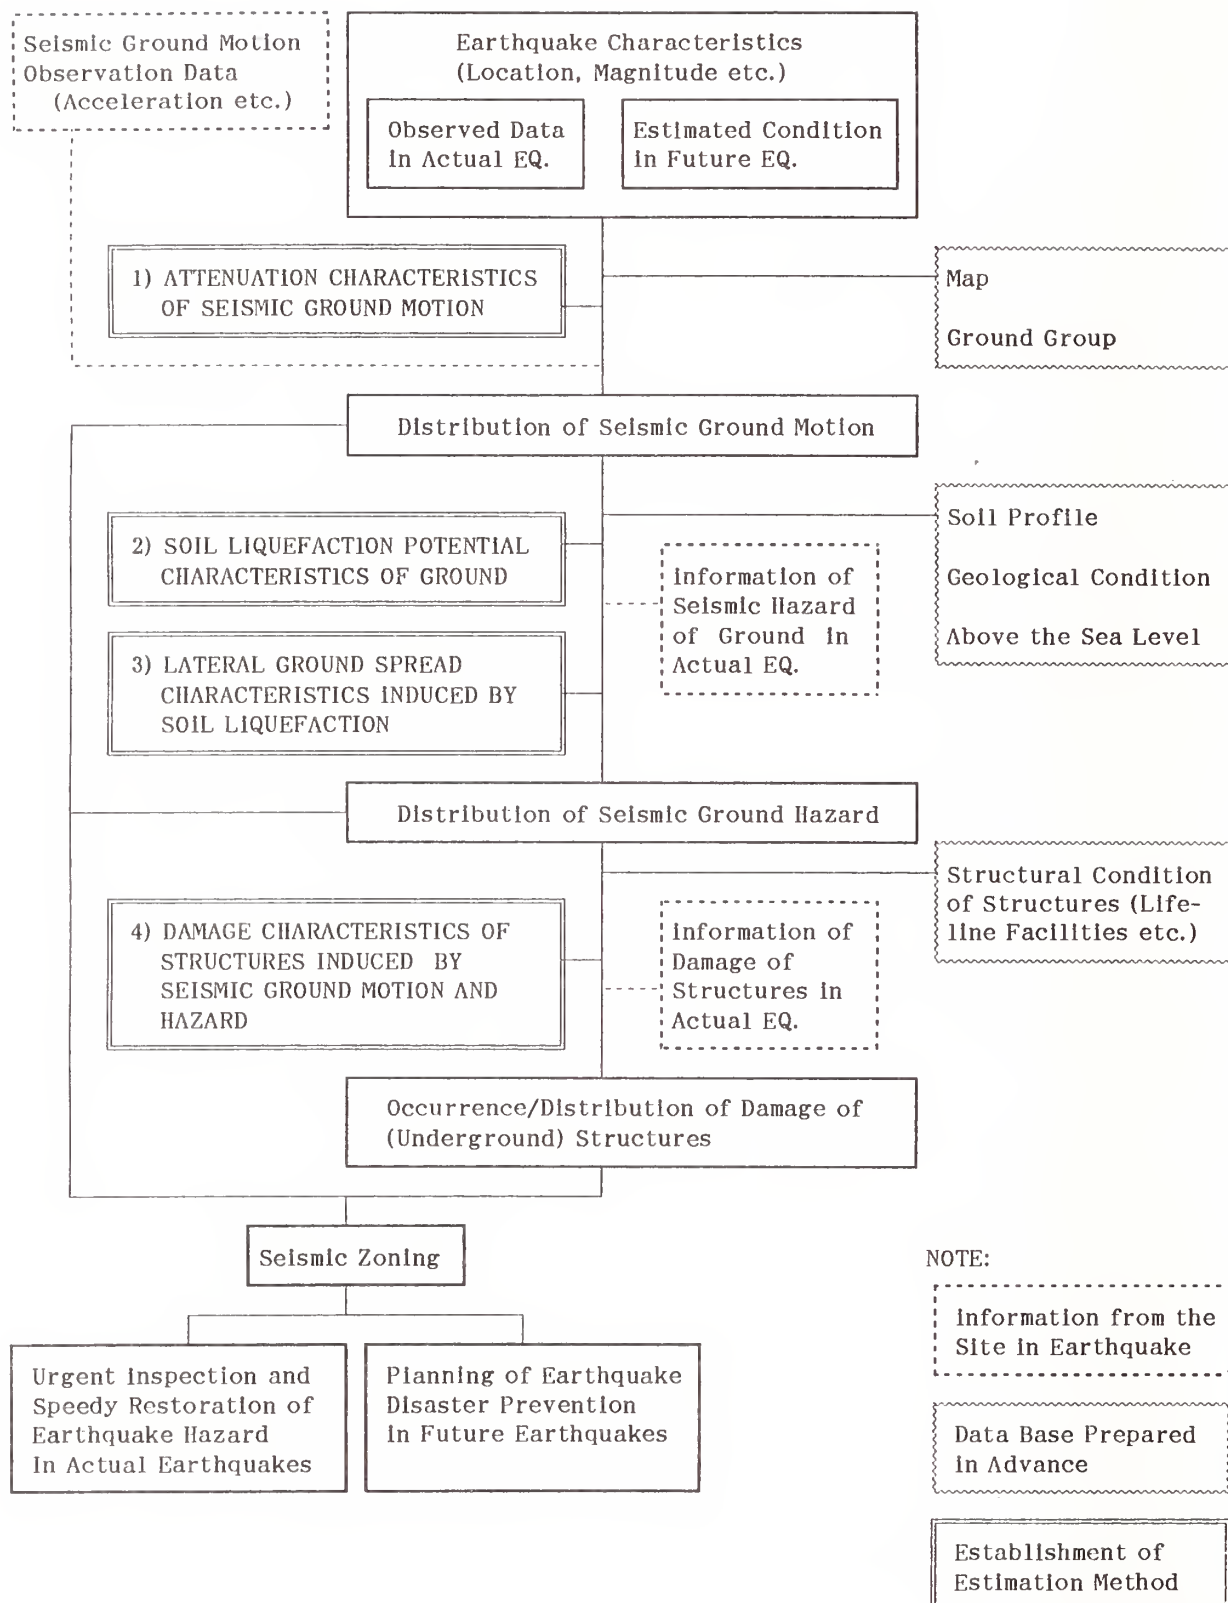 Seismic Ground Motion
Observation Data
(Acceleration etc.)
Earthquake Characteristics
(Location, Magnitude etc.)
Observed Data
in Actual EQ.
Estimated Condition
in Future EQ.
1) ATTENUATION CHARACTERISTICS
OF SEISMIC GROUND MOTION
Map
Ground Group
Distribution of Seismic Ground Motion
2) SOIL LIQUEFACTION POTENTIAL
CHARACTERISTICS OF GROUND
Information of
Seismic Hazard
of Ground in
Actual EQ.
Soil Profile
Geological Condition
Above the Sea Level
3) LATERAL GROUND SPREAD
CHARACTERISTICS INDUCED BY
SOIL LIQUEFACTION
Distribution of Seismic Ground Hazard
Structural Condition
of Structures (Life-
line Facilities etc.)
4) DAMAGE CHARACTERISTICS OF
STRUCTURES INDUCED BY
SEISMIC GROUND MOTION AND
HAZARD
Information of
Damage of
Structures in
Actual EQ.
Occurrence/Distribution of Damage of
(Underground) Structures
Seismic Zoning
Urgent Inspection and
Speedy Restoration of
Earthquake Hazard
In Actual Earthquakes
Planning of Earthquake
Disaster Prevention
in Future Earthquakes
NOTE:
Information from the
Site in Earthquake
Data Base Prepared
in Advance
Establishment of
Estimation Method